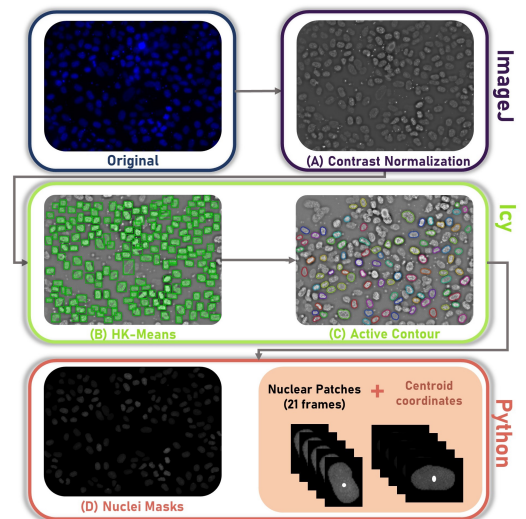 Original
(A) Contrast Normalization
ImageJ
(B) HK-Means
(C) Active Contour
Icy
(D) Nuclei Masks
Nuclear Patches
(21 frames)
+
Centroid
coordinates
Python